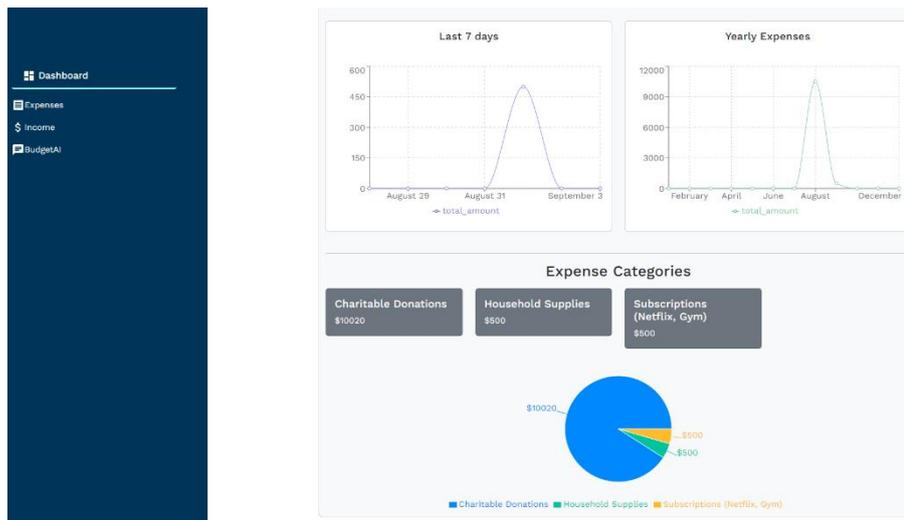 Dashboard
Expenses
Income
BudgetAI
Last 7 days
600
450
300
150
0
August 29 August 31 September 3
total_amount
Yearly Expenses
12000
9000
6000
3000
0
February April June August December
total_amount
Expense Categories
Charitable Donations
$10020
Household Supplies
$500
Subscriptions
(Netflix, Gym)
$500
$10020
$500
$500
Charitable Donations Household Supplies Subscriptions (Netflix, Gym)